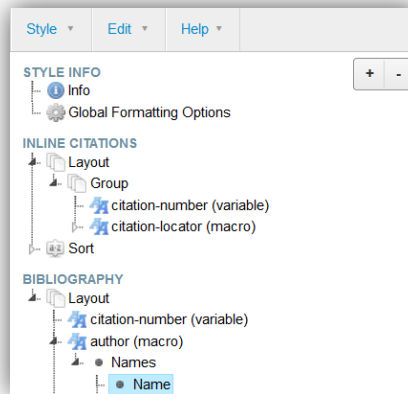 Style Edit Help
STYLE INFO + -
Info
Global Formatting Options
INLINE CITATIONS
Layout
Group
citation-number (variable)
citation-locator (macro)
Sort
BIBLIOGRAPHY
Layout
citation-number (variable)
author (macro)
Names
Name